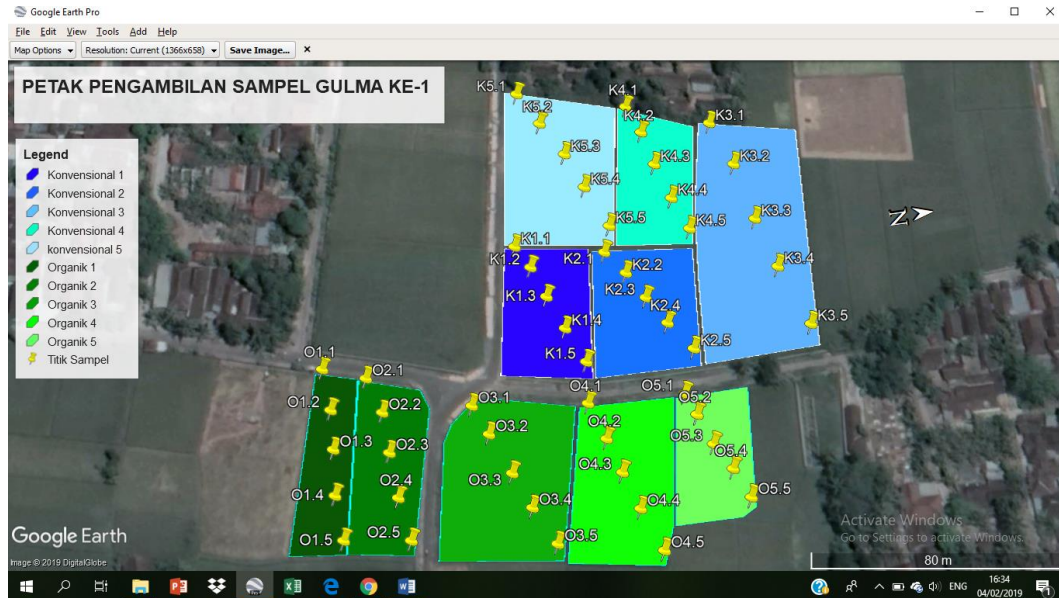 Google Earth Pro
File Edit View Tools Add Help
Map Options Resolution: Current (1366x658) Save Image...
PETAK PENGAMBILAN SAMPEL GULMA KE-1
Legend
Konvensional 1
Konvensional 2
Konvensional 3
Konvensional 4
konvensional 5
Organik 1
Organik 2
Organik 3
Organik 4
Organik 5
Titik Sampel
K5.1
K4.1
K5.2
K4.2
K3.1
K5.3
K4.3
K3.2
K5.4
K4.4
K5.5
K4.5
K3.3
N
K1.1
K1.2
K2.1
K2.2
K3.4
K1.3
K2.3
K2.4
K1.4
K3.5
K1.5
K2.5
O1.1
O2.1
O4.1
O5.1
O1.2
O2.2
O3.1
O5.2
O3.2
O4.2
O5.3
O1.3
O2.3
O5.4
O3.3
O4.3
O1.4
O2.4
O3.4
O4.4
O5.5
O1.5
O2.5
O3.5
O4.5
Activate Windows
Go to Settings to activate Windows.
Google Earth
Image © 2019 DigitalGlobe
80 m
ENG
16:34
04/02/2019